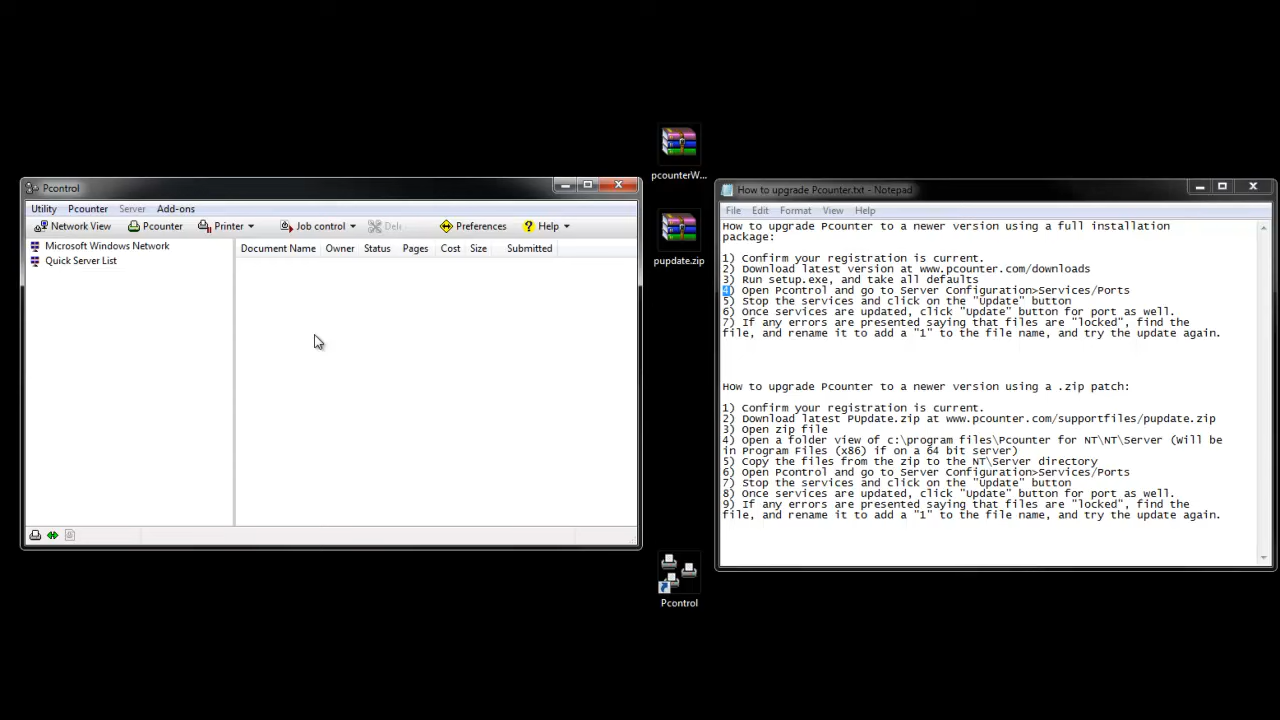 Pcontrol
Utility Pcounter Server Add-ons
Network View Pcounter Printer Job control Dele Preferences Help
Microsoft Windows Network
Quick Server List
Document Name Owner Status Pages Cost Size Submitted
pcounterW...
pupdate.zip
Pcontrol
How to upgrade Pcounter.txt - Notepad
File Edit Format View Help
How to upgrade Pcounter to a newer version using a full installation
package:
1) Confirm your registration is current.
2) Download latest version at www.pcounter.com/downloads
3) Run setup.exe, and take all defaults
4) Open Pcontrol and go to Server Configuration>Services/Ports
5) Stop the services and click on the "Update" button
6) Once services are updated, click "Update" button for port as well.
7) If any errors are presented saying that files are "locked", find the
file, and rename it to add a "1" to the file name, and try the update again.
How to upgrade Pcounter to a newer version using a .zip patch:
1) Confirm your registration is current.
2) Download latest PUpdate.zip at www.pcounter.com/supportfiles/pupdate.zip
3) Open zip file
4) Open a folder view of c:\program files\Pcounter for NT\NT\Server (Will be
in Program Files (x86) if on a 64 bit server)
5) Copy the files from the zip to the NT\Server directory
6) Open Pcontrol and go to Server Configuration>Services/Ports
7) Stop the services and click on the "Update" button
8) Once services are updated, click "Update" button for port as well.
9) If any errors are presented saying that files are "locked", find the
file, and rename it to add a "1" to the file name, and try the update again.